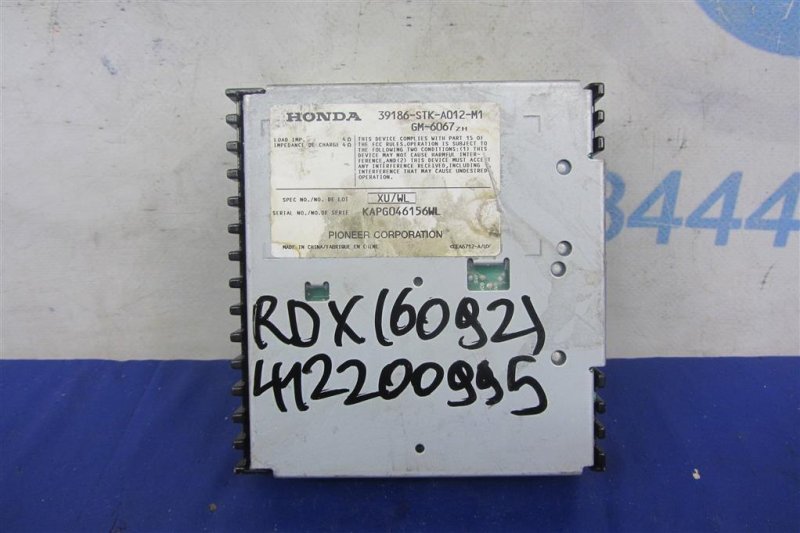 HONDA 39186-STK-A012-M1
GM-6067ZH
LOAD IMP. 4Ω
IMPEDANCE DE CHARGE 4Ω
THIS DEVICE COMPLIES WITH PART 15 OF
THE FCC RULES.OPERATION IS SUBJECT TO
THE FOLLOWING TWO CONDITIONS:(1) THIS
DEVICE MAY NOT CAUSE HARMFUL INTER-
FERENCE,AND(2) THIS DEVICE MUST ACCEPT
ANY INTERFERENCE RECEIVED,INCLUDING
INTERFERENCE THAT MAY CAUSE UNDESIRED
OPERATION.
SPEC NO./NO. DE LOT XU/WL
SERIAL NO./NO.DE SERIE KAPG046156WL
PIONEER CORPORATION
MADE IN CHINA/FABRIQUE EN CHINE
RDX(6092)
412200995
8444